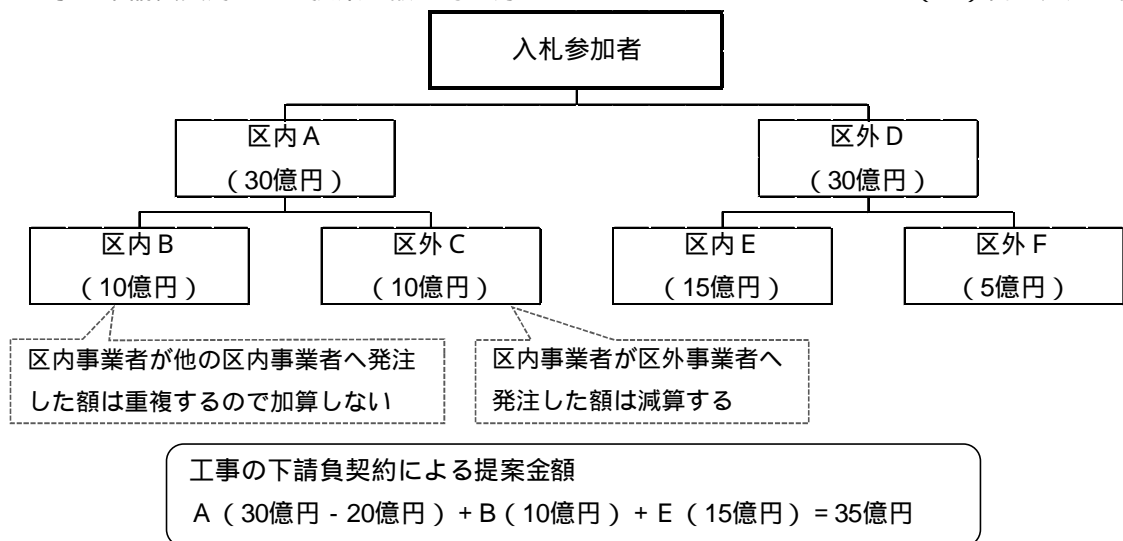 入札参加者
区内A
（30億円）
区外D
（30億円）
区内B
（10億円）
区外C
（10億円）
区内E
（15億円）
区外F
（5億円）
区内事業者が他の区内事業者へ発注
した額は重複するので加算しない
区内事業者が区外事業者へ
発注した額は減算する
工事の下請負契約による提案金額
A（30億円 - 20億円）+ B（10億円）+ E（15億円）= 35億円